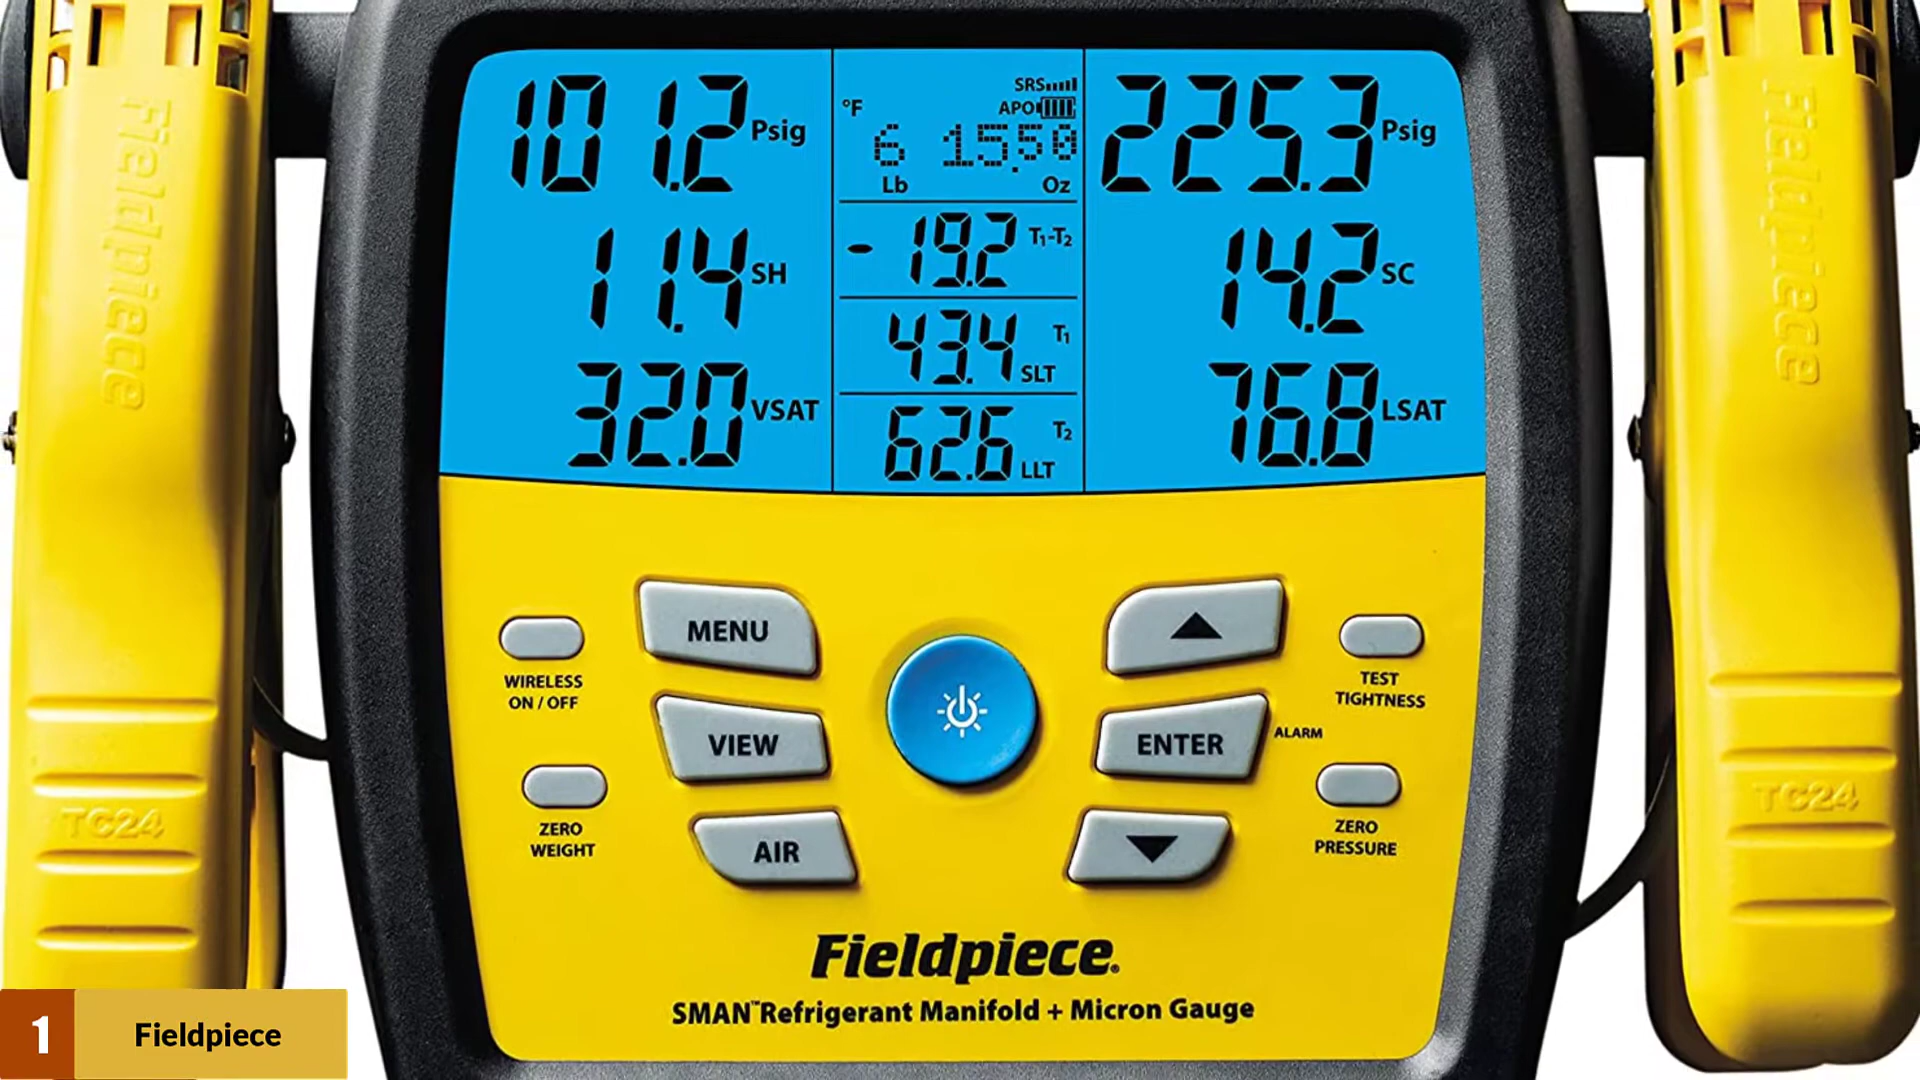 101.2 Psig
11.4 SH
32.0 VSAT
SRS
°F APO
6 15.50
Lb Oz
-19.2 T1-T2
43.4 T1 SLT
62.6 T2 LLT
225.3 Psig
14.2 SC
76.8 LSAT
Fieldpiece
TC24
Fieldpiece
TC24
WIRELESS
ON / OFF
MENU
VIEW
AIR
ZERO
WEIGHT
ENTER
ALARM
TEST
TIGHTNESS
ZERO
PRESSURE
Fieldpiece®
SMAN™ Refrigerant Manifold + Micron Gauge
1 Fieldpiece